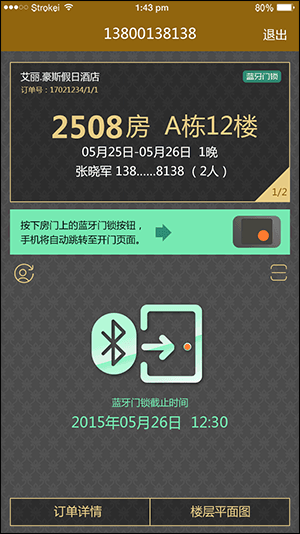 Strokei 1:43 pm 80%
13800138138 退出
艾丽.豪斯假日酒店 蓝牙门锁
订单号：17021234/1/1
2508房 A栋12楼
05月25日-05月26日 1晚
张晓军 138......8138（2人）
1/2
按下房门上的蓝牙门锁按钮，
手机将自动跳转至开门页面。
蓝牙门锁截止时间
2015年05月26日 12:30
订单详情 楼层平面图